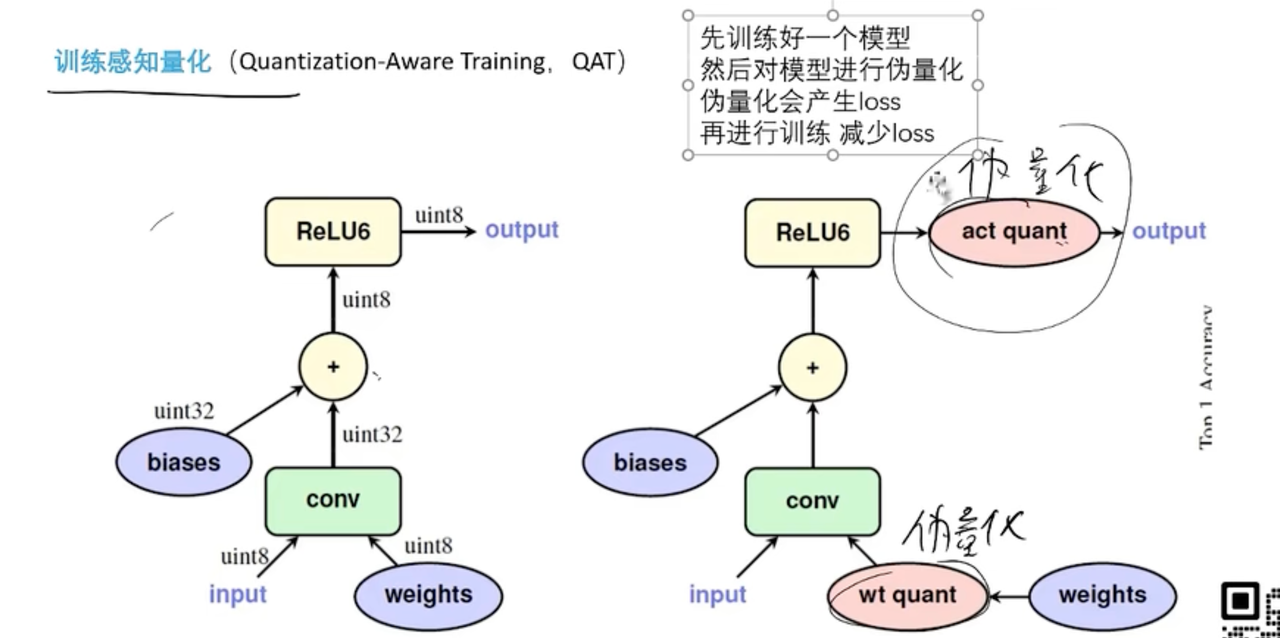 训练感知量化（Quantization-Aware Training，QAT）
先训练好一个模型
然后对模型进行伪量化
伪量化会产生loss
再进行训练 减少loss
ReLU6
uint8
output
uint8
+
uint32
biases
uint32
conv
uint8
uint8
input
weights
伪量化
ReLU6
act quant
output
+
biases
conv
伪量化
input
wt quant
weights
Top 1 Accuracy